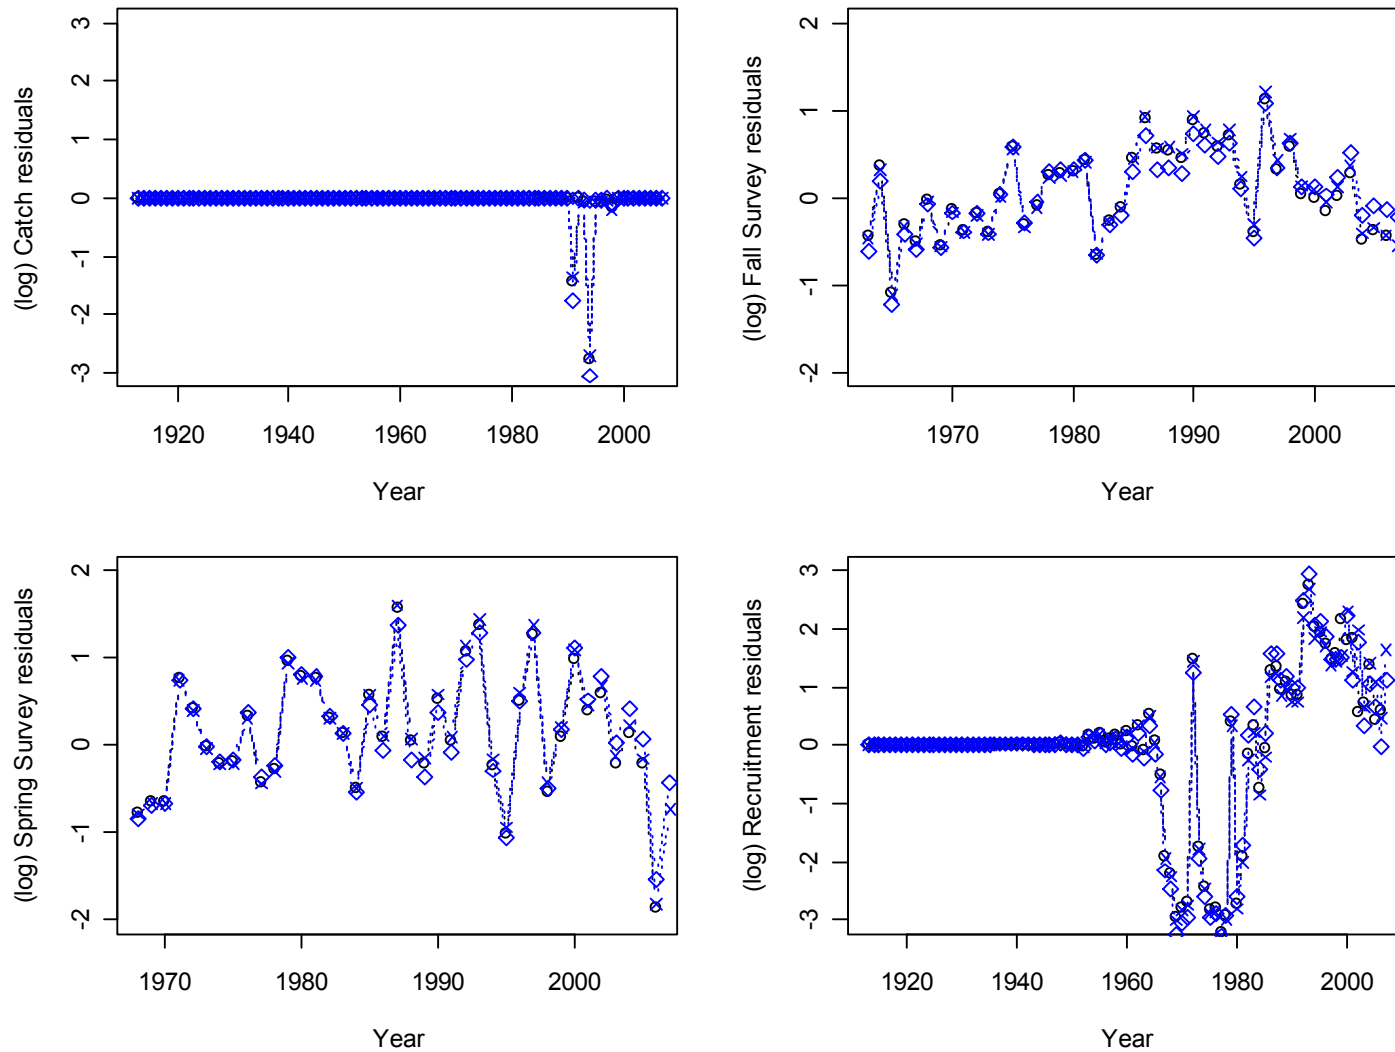 (log) Catch residuals
3
2
1
0
-1
-2
-3
1920 1940 1960 1980 2000
Year
(log) Fall Survey residuals
2
1
0
-1
-2
1970 1980 1990 2000
Year
(log) Spring Survey residuals
2
1
0
-1
-2
1970 1980 1990 2000
Year
(log) Recruitment residuals
3
2
1
0
-1
-2
-3
1920 1940 1960 1980 2000
Year